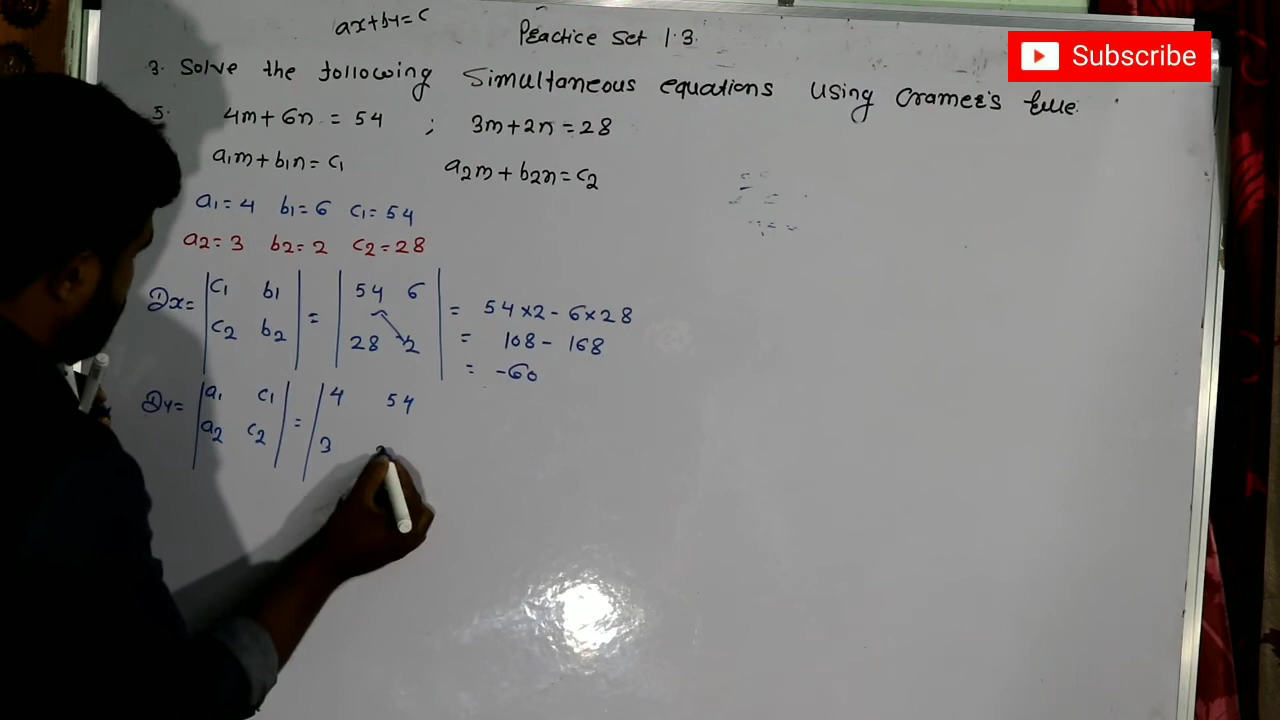 ax+by=c
Practice Set 1.3.
Subscribe
3. Solve the following Simultaneous equations using Cramer's Rule.
5. 4m+6n = 54 ; 3m+2n=28
a1m+b1n=c1 a2m+b2n=c2
a1=4 b1=6 c1=54
a2=3 b2=2 c2=28
Dx= | c1 b1 | = | 54 6 | = 54×2-6×28
| c2 b2 | | 28 2 | = 108- 168
= -60
Dy= | a1 c1 | = | 4 54
| a2 c2 | | 3